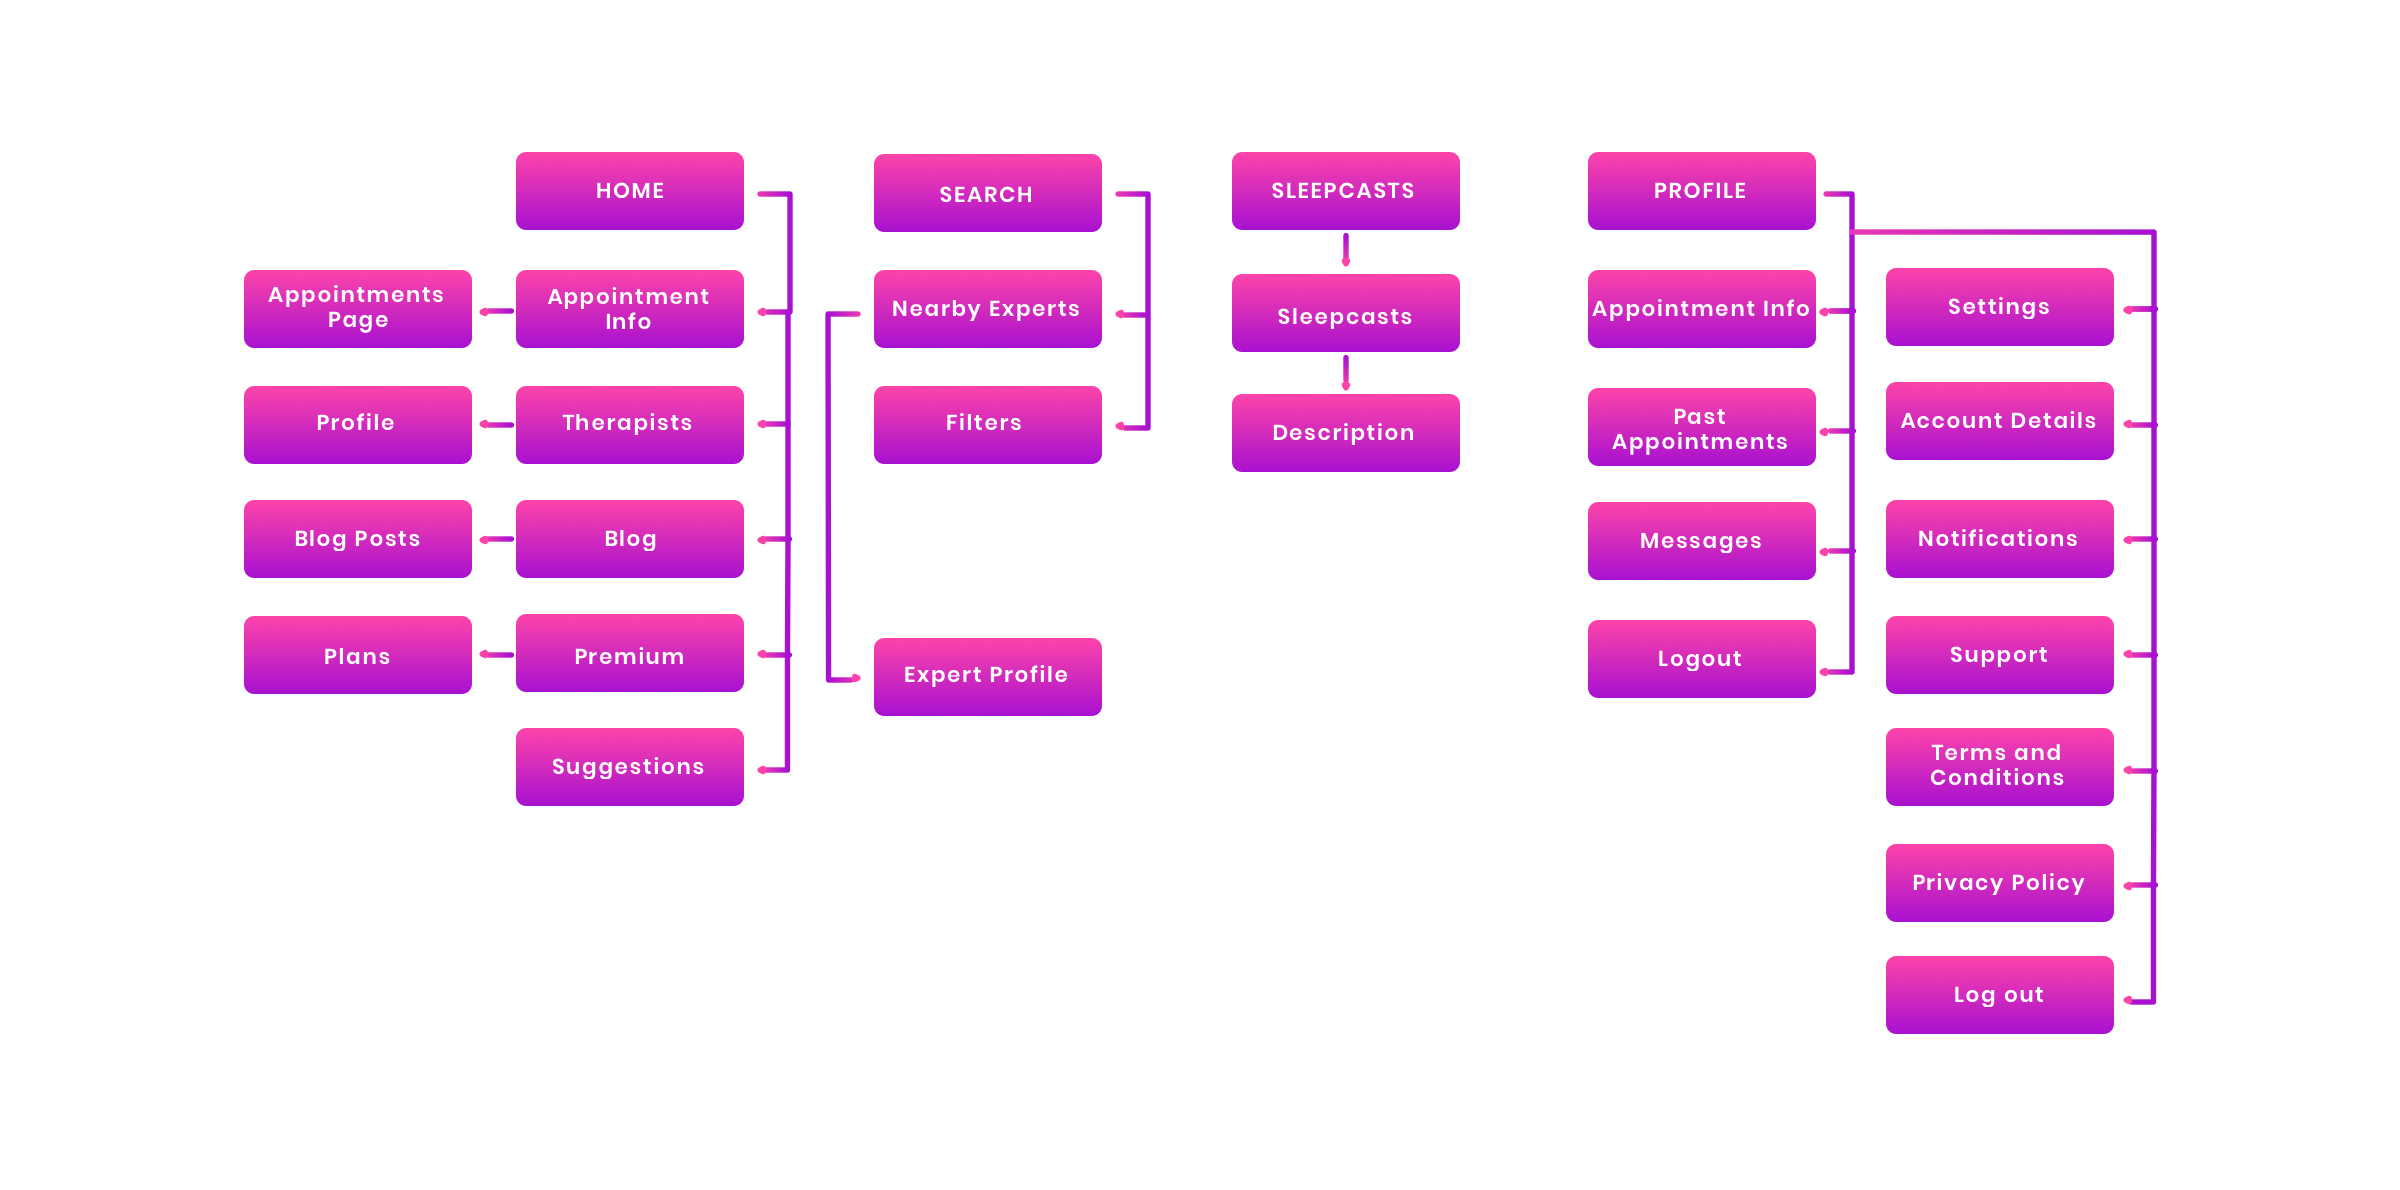 HOME
SEARCH
SLEEPCASTS
PROFILE
Appointments
Page
Appointment
Info
Nearby Experts
Sleepcasts
Appointment Info
Settings
Profile
Therapists
Filters
Description
Past
Appointments
Account Details
Blog Posts
Blog
Messages
Notifications
Plans
Premium
Expert Profile
Logout
Support
Suggestions
Terms and
Conditions
Privacy Policy
Log out